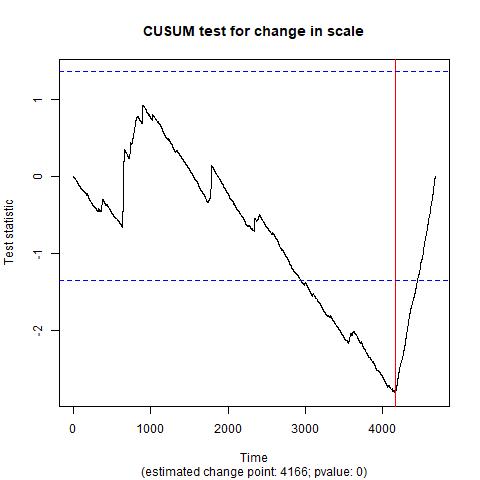 CUSUM test for change in scale
Test statistic
1
0
-1
-2
0 1000 2000 3000 4000
Time
(estimated change point: 4166; pvalue: 0)